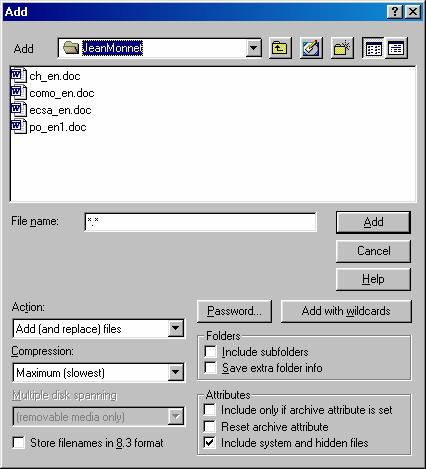 Add
Add JeanMonnet
ch_en.doc
como_en.doc
ecsa_en.doc
po_en1.doc
File name: *.* Add
Cancel
Help
Action: Password... Add with wildcards
Add (and replace) files
Folders
Include subfolders
Compression:
Save extra folder info
Maximum (slowest)
Multiple disk spanning
Attributes
(removable media only)
Include only if archive attribute is set
Reset archive attribute
Store filenames in 8.3 format
Include system and hidden files